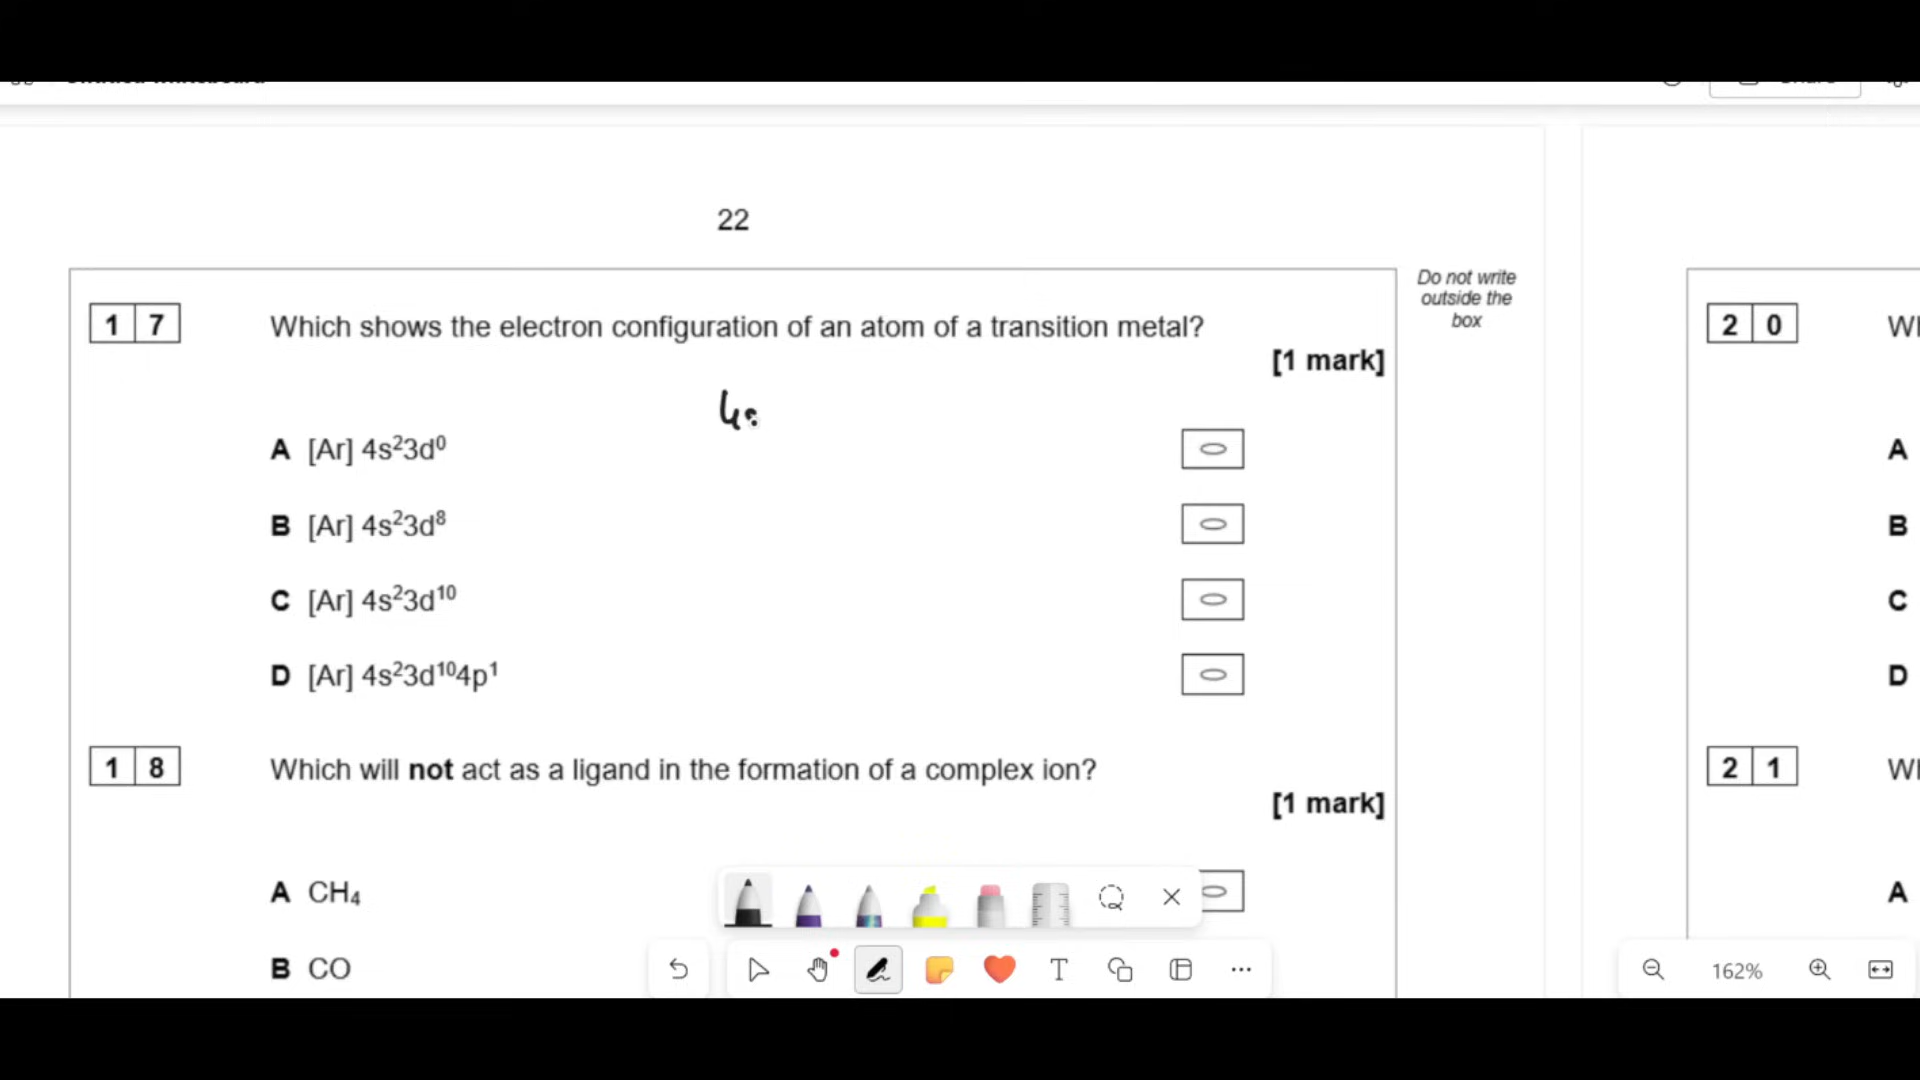 22
Do not write
outside the
box
1 7 Which shows the electron configuration of an atom of a transition metal?
[1 mark]
4s
A [Ar] 4s²3d⁰
B [Ar] 4s²3d⁸
C [Ar] 4s²3d¹⁰
D [Ar] 4s²3d¹⁰4p¹
1 8 Which will not act as a ligand in the formation of a complex ion?
[1 mark]
A CH₄
B CO
2 0
A
B
C
D
2 1
A
162%